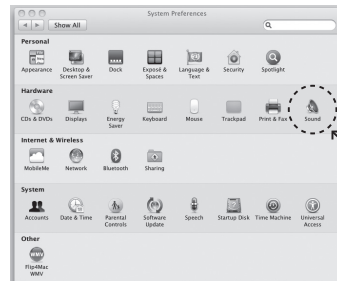 System Preferences
Show All
Personal
Appearance Desktop & Screen Saver Dock Exposé & Spaces Language & Text Security Spotlight
Hardware
CDs & DVDs Displays Energy Saver Keyboard Mouse Trackpad Print & Fax Sound
Internet & Wireless
MobileMe Network Bluetooth Sharing
System
Accounts Date & Time Parental Controls Software Update Speech Startup Disk Time Machine Universal Access
Other
Flip4Mac WMV